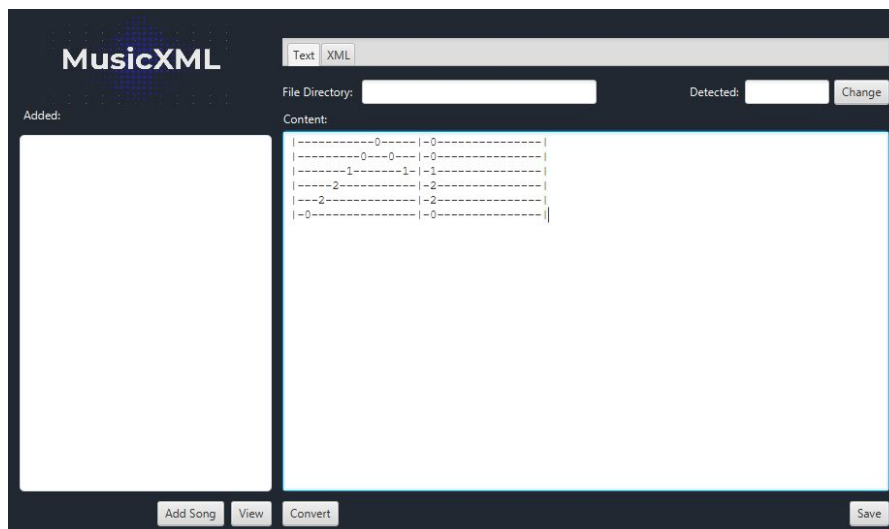 MusicXML
Text XML
File Directory:
Detected:
Change
Added:
Content:
|-----------0-----|-0---------------|
|---------0---0---|-0---------------|
|-------1-------1-|-1---------------|
|-----2-----------|-2---------------|
|---2-------------|-2---------------|
|-0---------------|-0---------------|
Add Song
View
Convert
Save